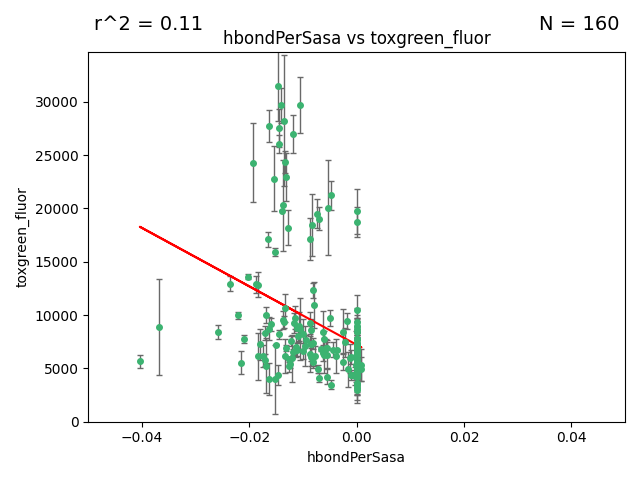 r^2 = 0.11
N = 160
hbondPerSasa vs toxgreen_fluor
30000
25000
20000
15000
10000
5000
0
toxgreen_fluor
−0.04
−0.02
0.00
0.02
0.04
hbondPerSasa